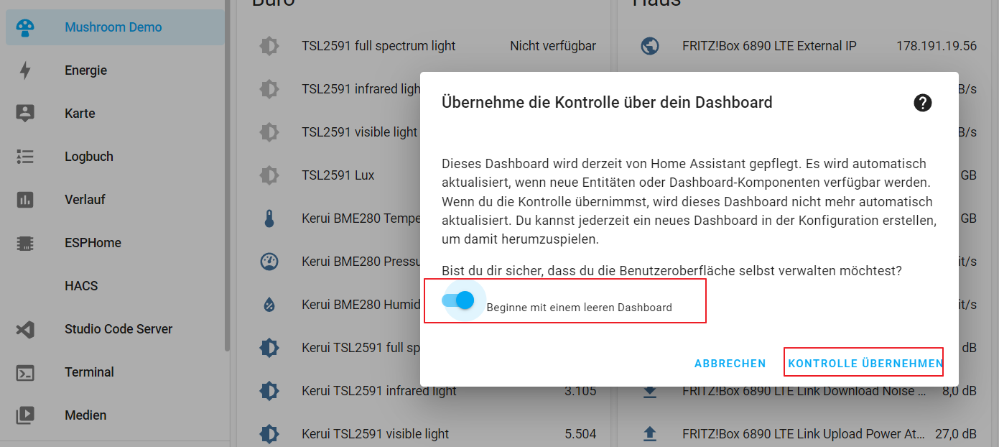 Mushroom Demo
Energie
Karte
Logbuch
Verlauf
ESPHome
HACS
Studio Code Server
Terminal
Medien
Büro
TSL2591 full spectrum light Nicht verfügbar
TSL2591 infrared ligh
TSL2591 visible light
TSL2591 Lux
Kerui BME280 Tempe
Kerui BME280 Pressu
Kerui BME280 Humid
Kerui TSL2591 full sp
Kerui TSL2591 infrared light 3.105
Kerui TSL2591 visible light 5.504
Haus
FRITZ!Box 6890 LTE External IP 178.191.19.56
B/s
B/s
GB
GB
it/s
it/s
dB
FRITZ!Box 6890 LTE Link Download Noise ... 8,0 dB
FRITZ!Box 6890 LTE Link Upload Power At... 27,0 dB
Übernehme die Kontrolle über dein Dashboard
?
Dieses Dashboard wird derzeit von Home Assistant gepflegt. Es wird automatisch
aktualisiert, wenn neue Entitäten oder Dashboard-Komponenten verfügbar werden.
Wenn du die Kontrolle übernimmst, wird dieses Dashboard nicht mehr automatisch
aktualisiert. Du kannst jederzeit ein neues Dashboard in der Konfiguration erstellen,
um damit herumzuspielen.
Bist du dir sicher, dass du die Benutzeroberfläche selbst verwalten möchtest?
Beginne mit einem leeren Dashboard
ABBRECHEN
KONTROLLE ÜBERNEHMEN